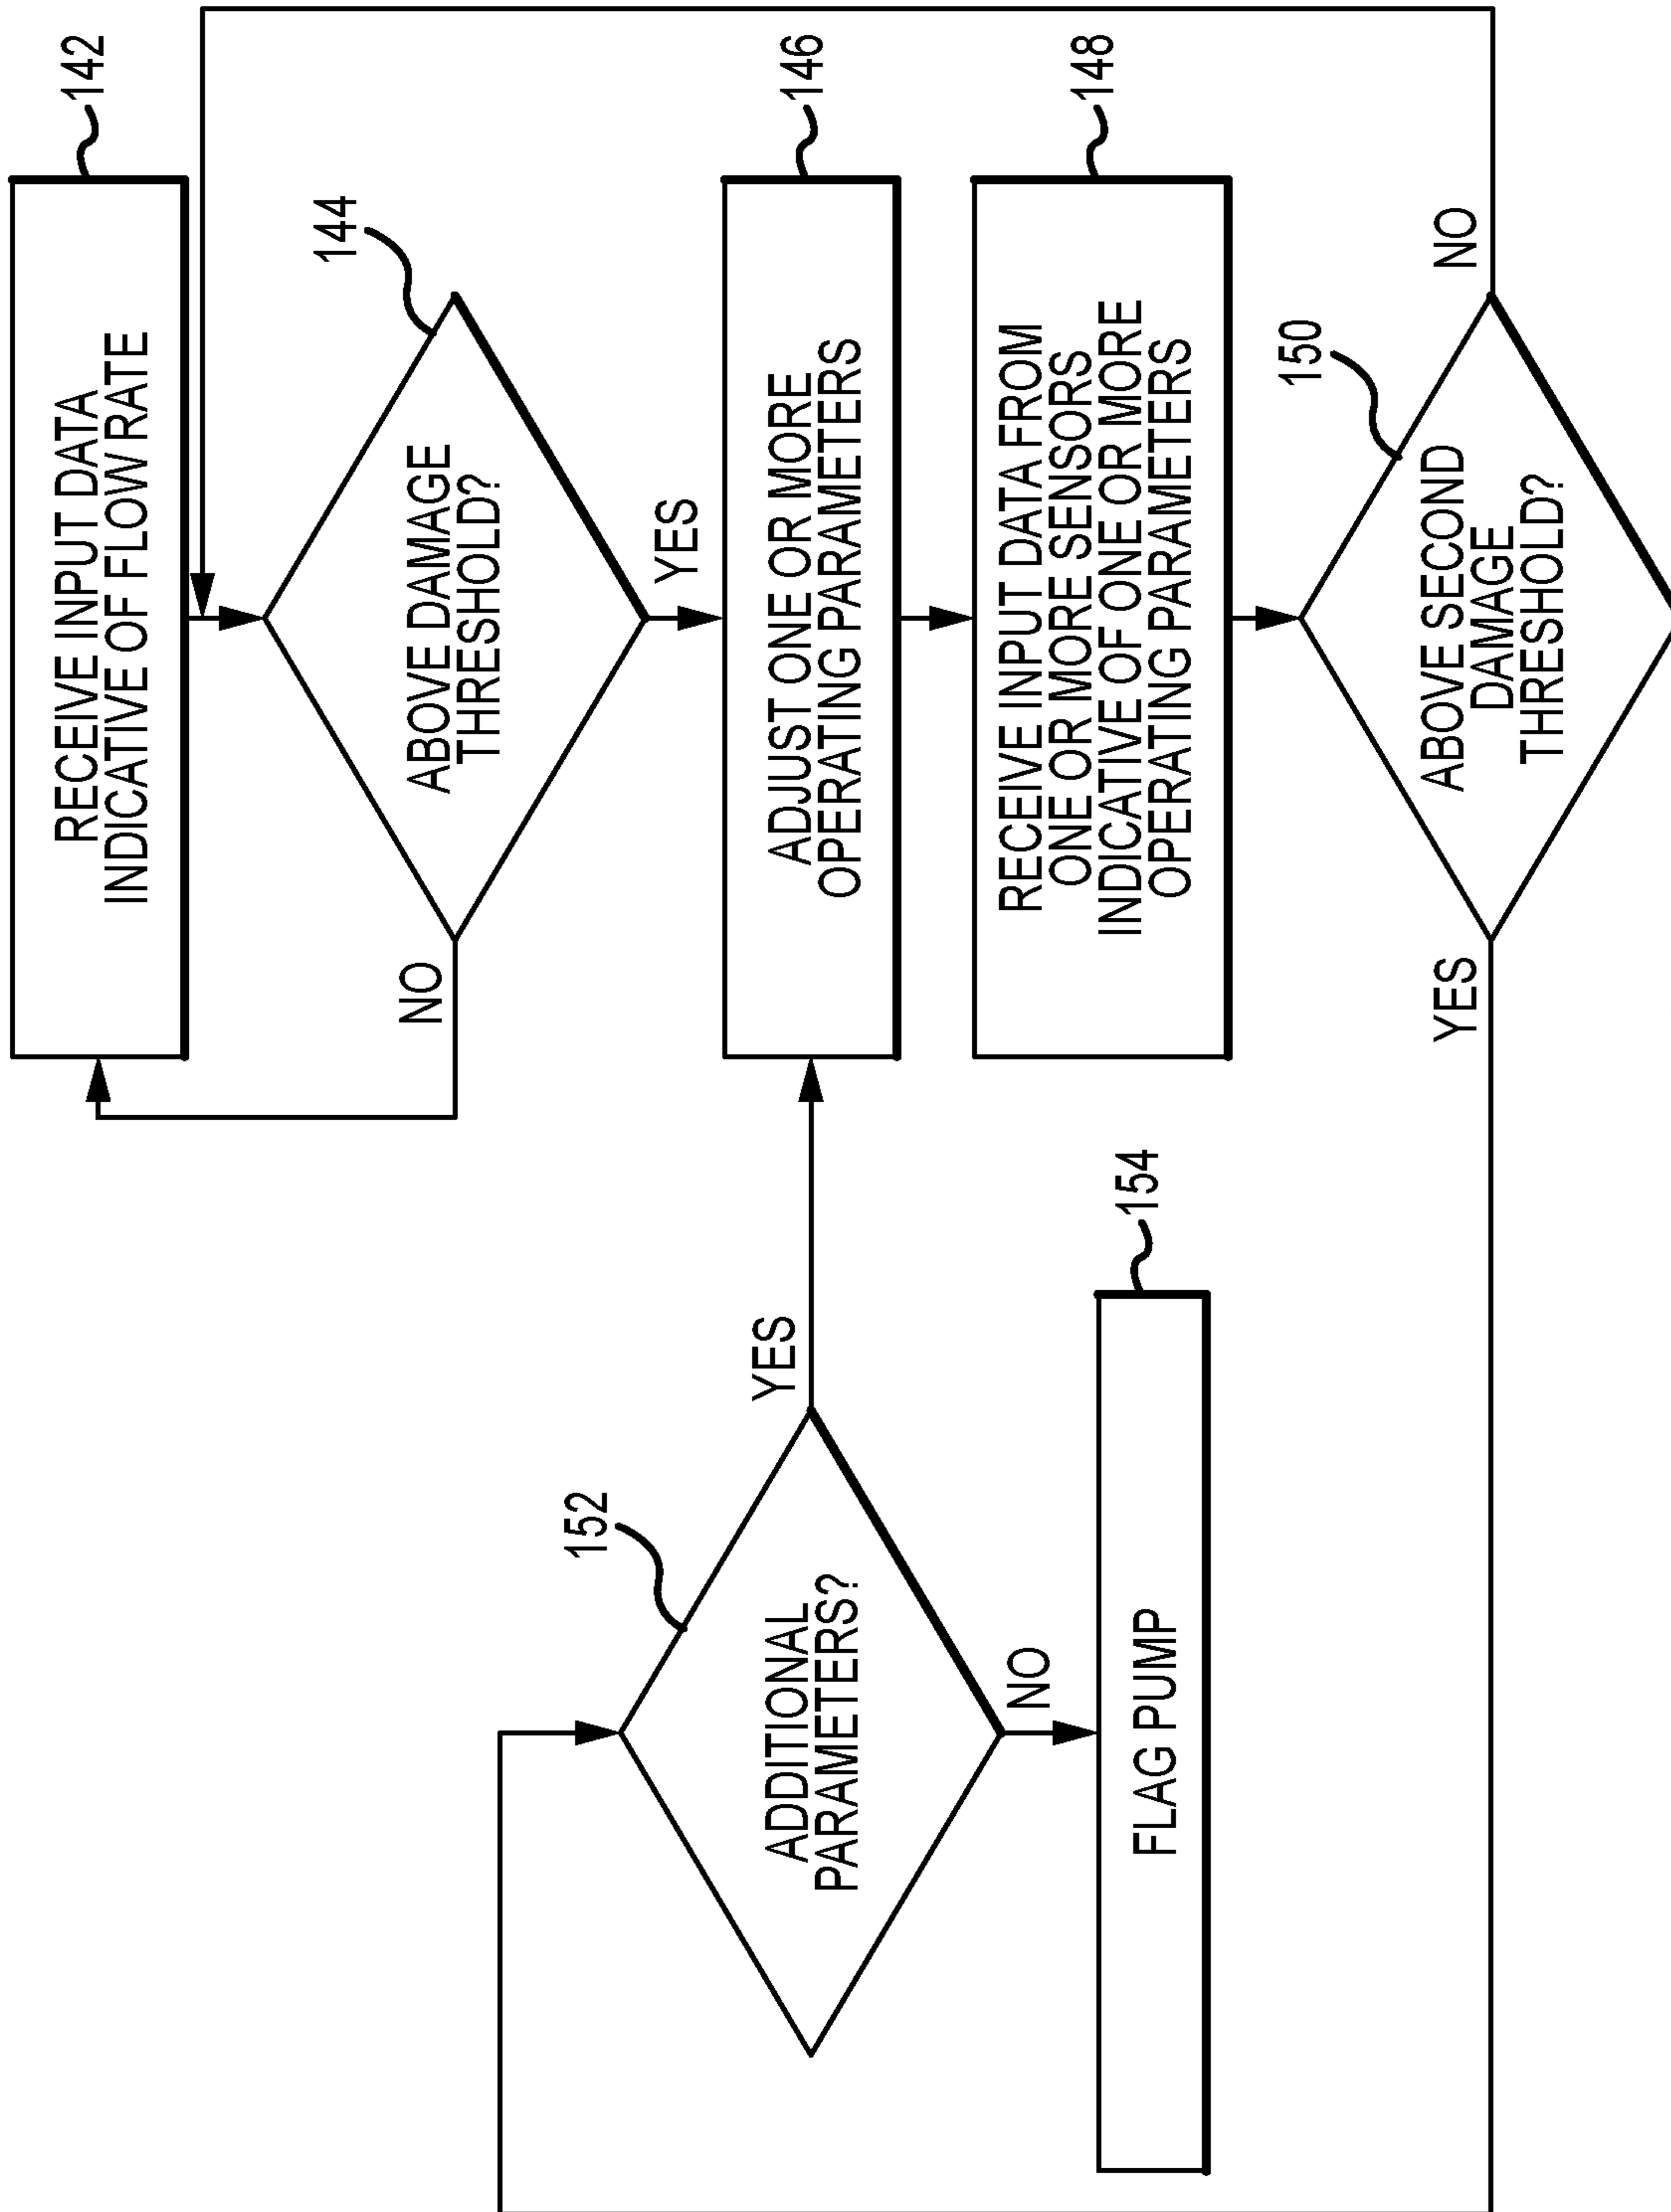 RECEIVE INPUT DATA
INDICATIVE OF FLOW RATE
142
ABOVE DAMAGE
THRESHOLD?
144
NO
YES
ADJUST ONE OR MORE
OPERATING PARAMETERS
146
RECEIVE INPUT DATA FROM
ONE OR MORE SENSORS
INDICATIVE OF ONE OR MORE
OPERATING PARAMETERS
148
ABOVE SECOND
DAMAGE
THRESHOLD?
150
NO
YES
ADDITIONAL
PARAMETERS?
152
YES
NO
FLAG PUMP
154